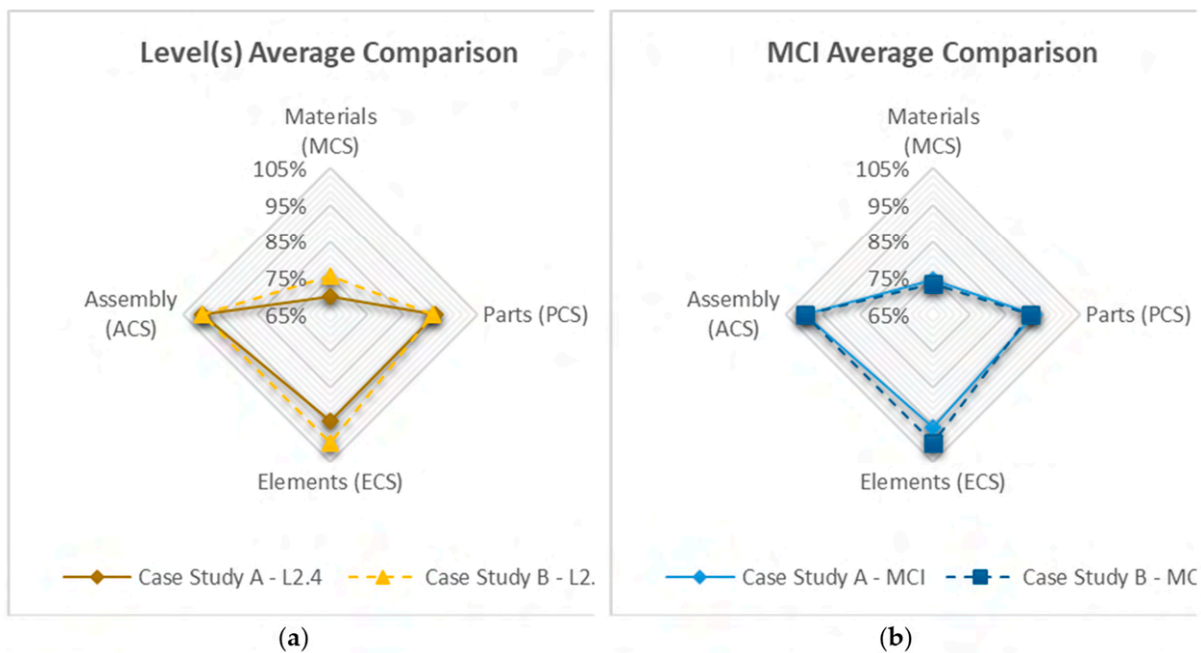 Level(s) Average Comparison
Materials
(MCS)
105%
95%
85%
75%
65%
Assembly
(ACS)
Parts (PCS)
Elements (ECS)
Case Study A - L2.4
Case Study B - L2.
(a)
MCI Average Comparison
Materials
(MCS)
105%
95%
85%
75%
65%
Assembly
(ACS)
Parts (PCS)
Elements (ECS)
Case Study A - MCI
Case Study B - MC
(b)